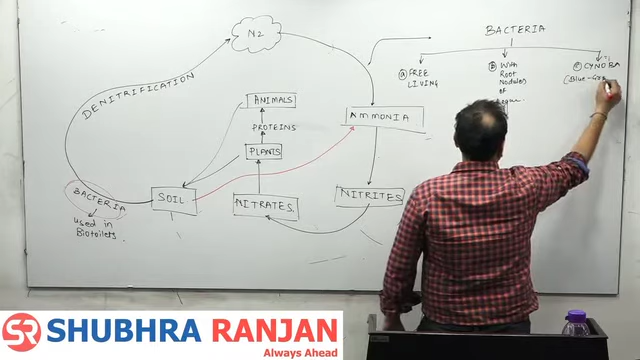 BACTERIA
N2
a FREE
LIVING
b With
Root
Nodules
of
c CYNOBA
(Blue-
DENITRIFICATION
ANIMALS
PROTEINS
PLANTS
AMMONIA
BACTERIA
SOIL
NITRATES
NITRITES
used in
Biotoilets
SR SHUBHRA RANJAN
Always Ahead